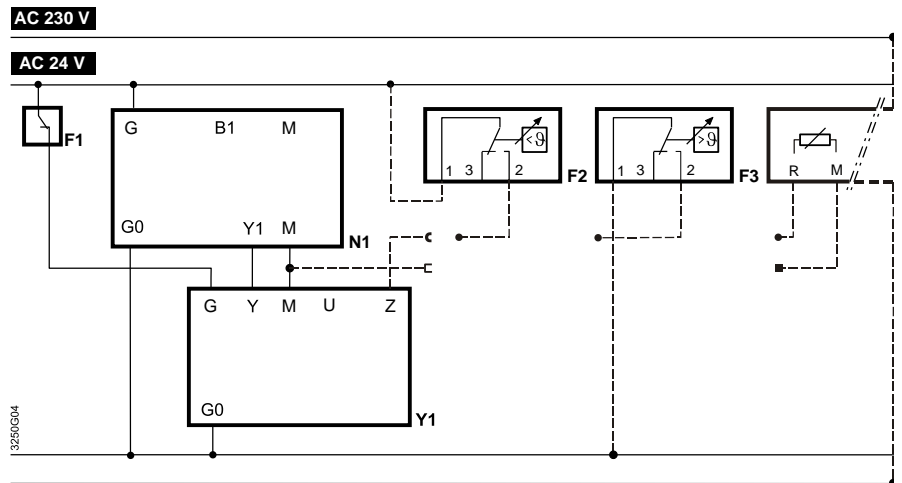 AC 230 V
AC 24 V
F1
G B1 M
G0 Y1 M
N1
<ϑ
1 3 2
F2
>ϑ
1 3 2
F3
R M
G Y M U Z
G0
Y1
3250G04